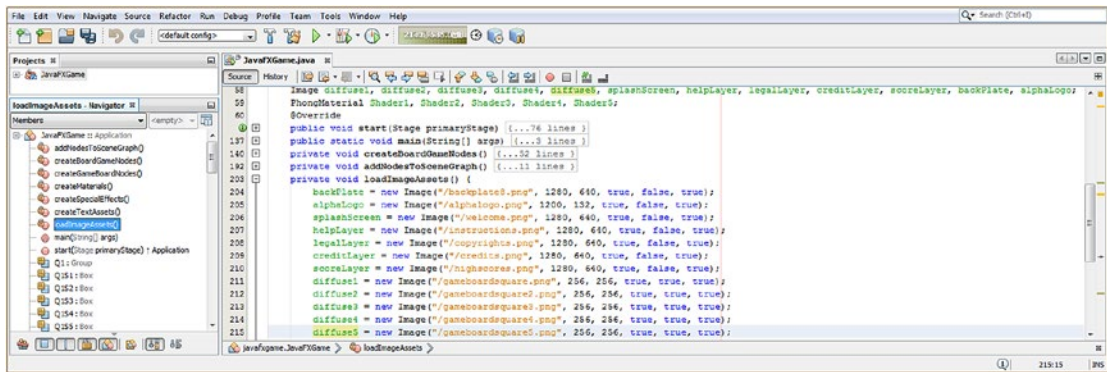 File Edit View Navigate Source Refactor Run Debug Profile Team Tools Window Help
Search (Ctrl+I)
<default config>
Projects
JavaFXGame
JavaFXGame.java
Source History
loadImageAssets - Navigator
Members <empty>
JavaFXGame :: Application
addNodesToSceneGraph()
createBoardGameNodes()
createGameBoardNodes()
createMaterials()
createSpecialEffects()
createTextAssets()
loadImageAssets()
main(String[] args)
start(Stage primaryStage) ↑ Application
Q1 : Group
Q1S1 : Box
Q1S2 : Box
Q1S3 : Box
Q1S4 : Box
Q1S5 : Box
58 Image diffuse1, diffuse2, diffuse3, diffuse4, diffuse5, splashScreen, helpLayer, legalLayer, creditLayer, scoreLayer, backPlate, alphaLogo;
59 PhongMaterial Shader1, Shader2, Shader3, Shader4, Shader5;
60 @Override
public void start(Stage primaryStage) {...76 lines }
137 public static void main(String[] args) {...3 lines }
140 private void createBoardGameNodes() {...52 lines }
192 private void addNodesToSceneGraph() {...11 lines }
203 private void loadImageAssets() {
204 backPlate = new Image("/backplate8.png", 1280, 640, true, false, true);
205 alphaLogo = new Image("/alphalogo.png", 1200, 132, true, false, true);
206 splashScreen = new Image("/welcome.png", 1280, 640, true, false, true);
207 helpLayer = new Image("/instructions.png", 1280, 640, true, false, true);
208 legalLayer = new Image("/copyrights.png", 1280, 640, true, false, true);
209 creditLayer = new Image("/credits.png", 1280, 640, true, false, true);
210 scoreLayer = new Image("/highscores.png", 1280, 640, true, false, true);
211 diffuse1 = new Image("/gameboardsquare.png", 256, 256, true, true, true);
212 diffuse2 = new Image("/gameboardsquare2.png", 256, 256, true, true, true);
213 diffuse3 = new Image("/gameboardsquare3.png", 256, 256, true, true, true);
214 diffuse4 = new Image("/gameboardsquare4.png", 256, 256, true, true, true);
215 diffuse5 = new Image("/gameboardsquare5.png", 256, 256, true, true, true);
javafxgame.JavaFXGame loadImageAssets
215:15 INS